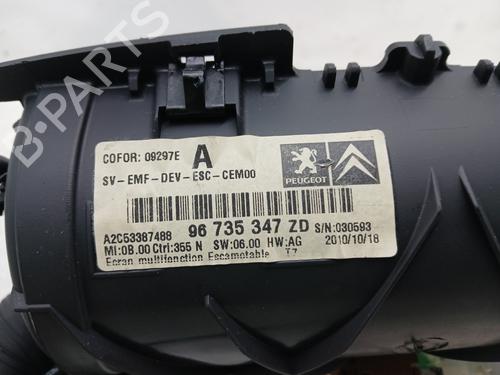 B-PARTS
COFOR: 09297E A
SV-EMF-DEV-ESC-CEM00
PEUGEOT
A2C53387488 96 735 347 ZD S/N:030593
MI:0B.00 Ctrl:355 N SW:06.00 HW:AG 2010/10/18
Ecran multifonction Escamotable T7